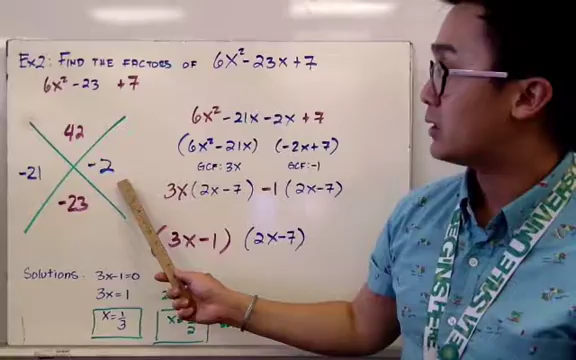 Ex2: FIND THE FACTORS OF 6x² - 23x + 7
6x² - 23 + 7
42
-21 -2
-23
6x² - 21x - 2x + 7
(6x² - 21x) (-2x + 7)
GCF: 3x GCF: -1
3x (2x - 7) - 1 (2x - 7)
(3x - 1) (2x - 7)
Solutions: 3x - 1 = 0
3x = 1
x = 1/3